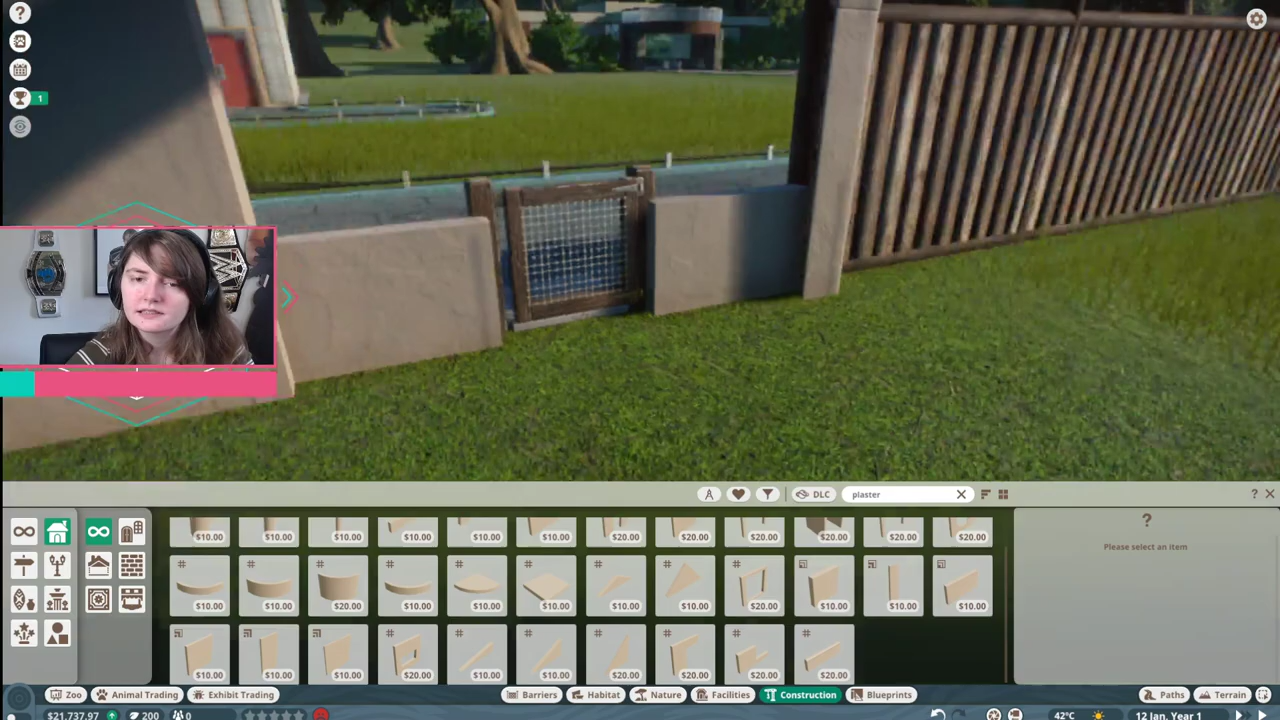 ?
1
DLC
plaster
?
$10.00 $10.00 $10.00 $10.00 $10.00 $10.00 $20.00 $20.00 $20.00 $20.00 $20.00 $20.00
$10.00 $10.00 $20.00 $10.00 $10.00 $10.00 $10.00 $10.00 $20.00 $10.00 $10.00 $10.00
$10.00 $10.00 $10.00 $20.00 $10.00 $10.00 $10.00 $10.00 $10.00 $10.00
?
Please select an item
Zoo Animal Trading Exhibit Trading Barriers Habitat Nature Facilities Construction Blueprints Paths Terrain
$21,737.97 200 0 42°C 12 Jan, Year 1